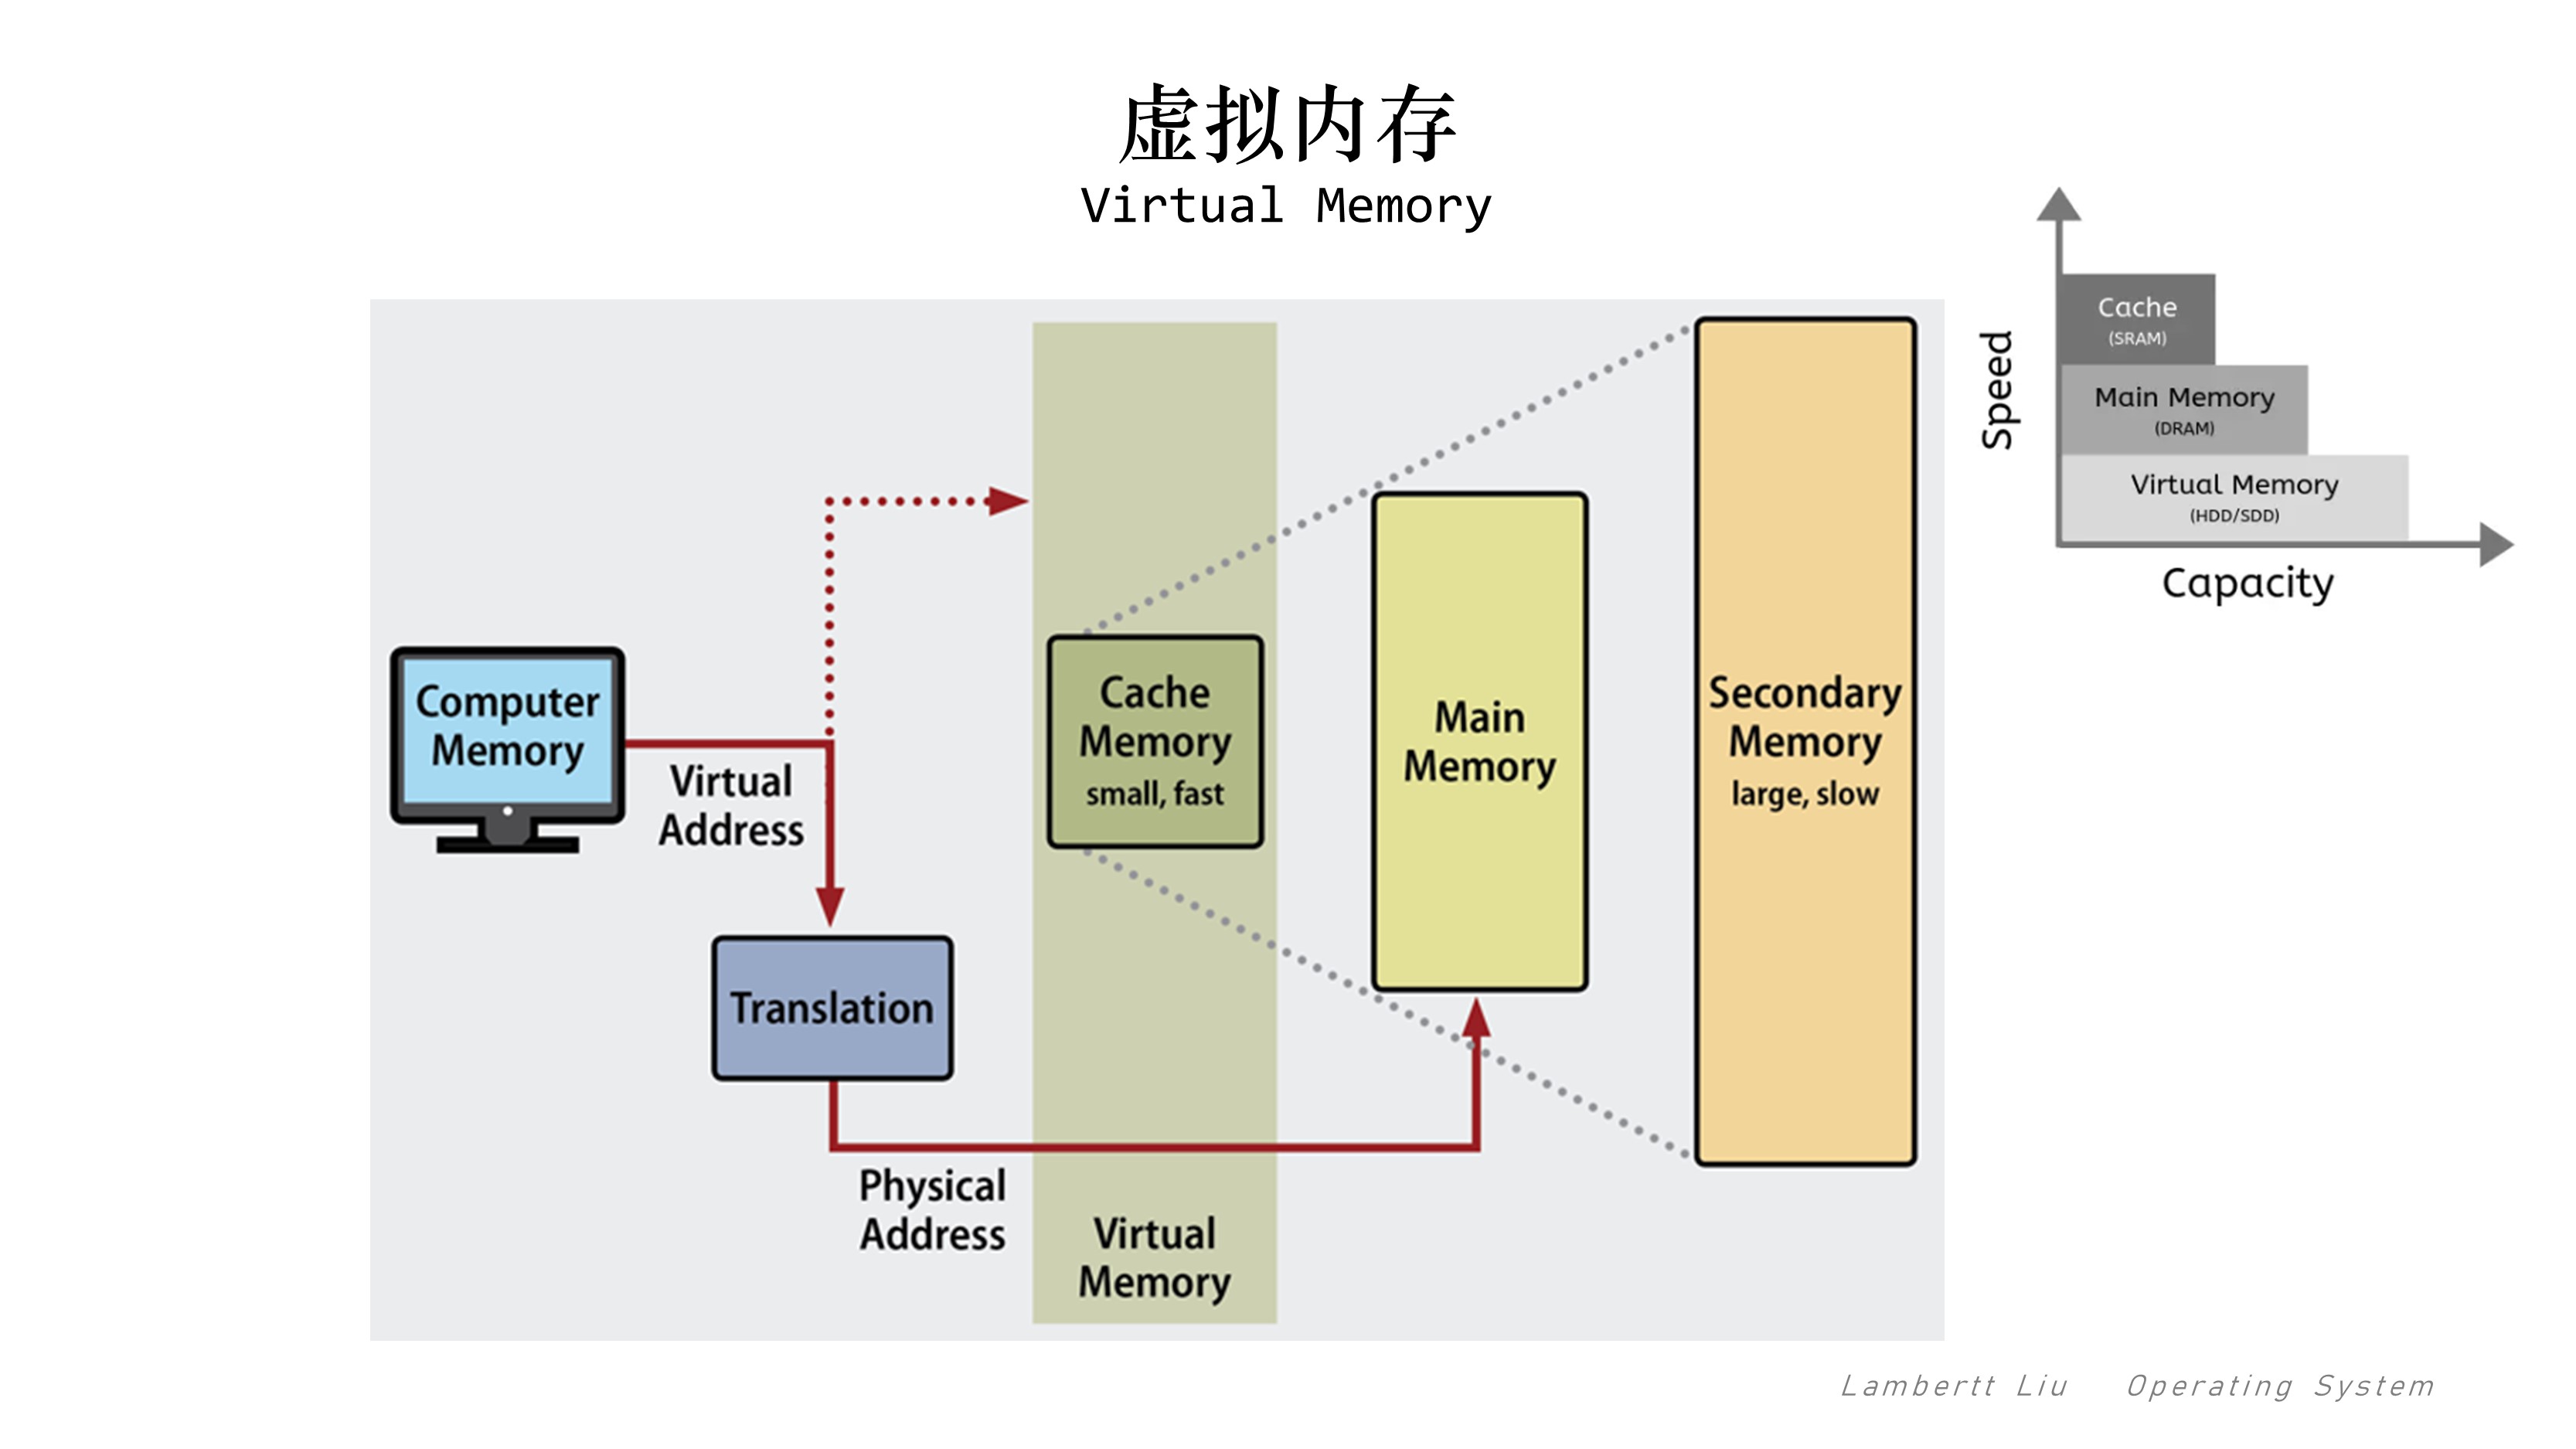 虚拟内存
Virtual Memory
Speed
Cache
(SRAM)
Main Memory
(DRAM)
Virtual Memory
(HDD/SDD)
Capacity
Computer
Memory
Virtual
Address
Translation
Physical
Address
Cache
Memory
small, fast
Virtual
Memory
Main
Memory
Secondary
Memory
large, slow
Lambertt Liu Operating System